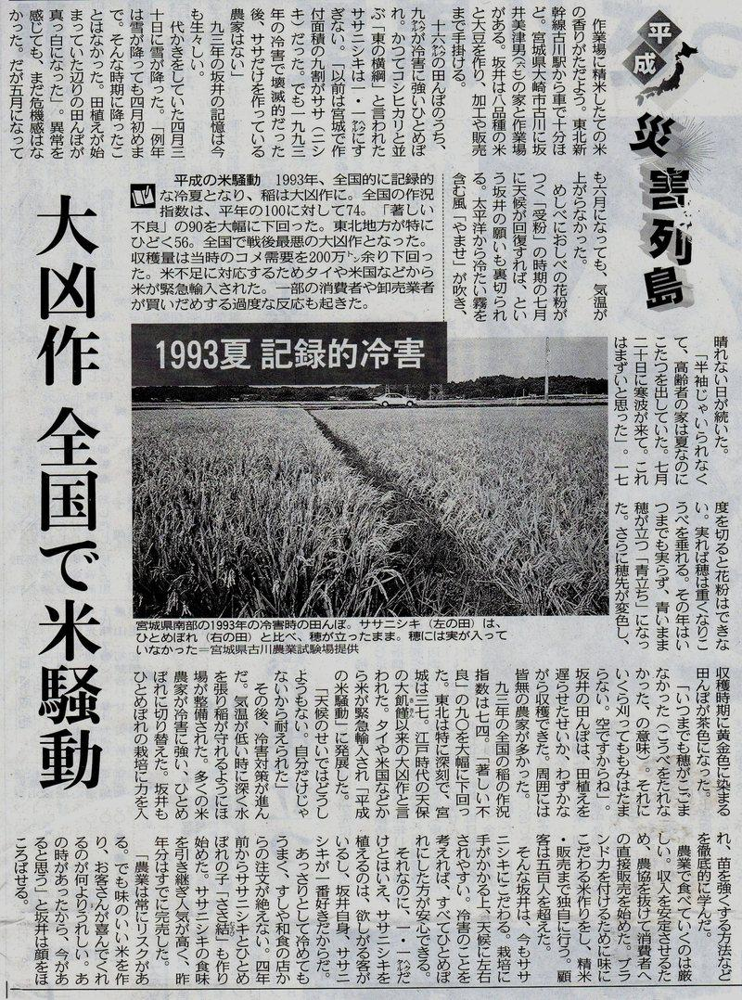 平成
災害列島
大凶作 全国で米騒動
　作業場に精米したての米
の香りがただよう。東北新
幹線古川駅から車で十分ほ
ど。宮城県大崎市古川に坂
井美津男の家と作業場
がある。坂井は八品種の米
と大豆を作り、加工や販売
まで手掛ける。
　十六㌶の田んぼのうち、
九㌶が冷害に強いひとめぼ
れ。かつてコシヒカリと並
ぶ「東の横綱」と言われた
ササニシキは一・一㌶にす
ぎない。「以前は宮城で作
付面積の九割がササ（ニシ
キ）だった。でも一九九三
年の冷害で壊滅的だった
後、ササだけを作っている
農家はない」
　九三年の坂井の記憶は今
も生々しい。
　代かきをしていた四月三
十日に雪が降った。「例年
は雪が降っても四月初めま
で。そんな時期に降ったこ
とはなかった。田植えが始
まっていた辺りの田んぼが
真っ白になった」。異常を
感じても、まだ危機感はな
かった。だが五月になって
も六月になっても、気温が
上がらなかった。
　めしべにおしべの花粉が
つく「受粉」の時期の七月
に天候が回復すれば、とい
う坂井の願いも裏切られ
る。太平洋から冷たい霧を
含む風「やませ」が吹き、
晴れない日が続いた。
　「半袖じゃいられなく
て、高齢者の家は夏なのに
こたつを出していた。七月
二十日に寒波が来て。これ
はまずいと思った」。一七
度を切ると花粉はできな
い。実れば穂は重くなりこ
うべを垂れる。その年はい
つまでも実らず、青いまま
穂が立つ「青立ち」になっ
た。さらに穂先が変色し、
収穫時期に黄金色に染まる
田んぼが茶色になった。
　「いつまでも穂がこごま
なかった（こうべをたれな
かった、の意味）　それに
いくら刈ってももみはたま
らない。空ですからね」。
坂井の田んぼは、田植えを
遅らせたせいか、わずかな
がら収穫できた。周囲には
皆無の農家が多かった。
　九三年の全国の稲の作況
指数は七四。「著しい不
良」の九〇を大幅に下回っ
た。東北は特に深刻で、宮
城は三七。江戸時代の天保
の大飢饉以来の大凶作と言
われた。タイや米国などか
ら米が緊急輸入され「平成
の米騒動」に発展した。
　「天候のせいではどうし
ようもない。自分だけじゃ
ないから耐えられた」
　その後、冷害対策が進ん
だ。気温が低い時に深く水
を張り稲が守れるようにほ
場が整備された。多くの米
農家が冷害に強い、ひとめ
ぼれに切り替えた。坂井も
ひとめぼれの栽培に力を入
れ、苗を強くする方法など
を徹底的に学んだ。
　農業で食べていくのは厳
しい。収入を安定させるた
め、農協を抜けて消費者へ
の直接販売を始めた。ブラ
ンド力を付けるために味に
こだわる米作りをし、精米
・販売まで独自に行う。顧
客は五百人を超えた。
　そんな坂井は、今もササ
ニシキにこだわる。栽培に
手がかかる上、天候に左右
されやすい。冷害のことを
考えれば、すべてひとめぼ
れにした方が安心できる。
　それなのに、一・一㌶だ
けとはいえ、ササニシキを
植えるのは、欲しがる客が
いるし、坂井自身、ササニ
シキが一番好きだからだ。
　あっさりとして冷めても
うまく、すしや和食の店か
らの注文が絶えない。四年
前からササニシキとひとめ
ぼれの子「ささ結」も作り
始めた。ササニシキの食味
を引き継ぎ人気が高く、昨
年分はすでに完売した。
　「農業は常にリスクがあ
る。でも味のいい米を作
り、お客さんが喜んでくれ
るのが何よりうれしい。あ
の時があったから、今があ
ると思う」と坂井は顔をほ
ころばせる。
平成の米騒動　1993年、全国的に記録的
な冷夏となり、稲は大凶作に。全国の作況
指数は、平年の100に対して74。「著しい
不良」の90を大幅に下回った。東北地方が特に
ひどく56。全国で戦後最悪の大凶作となった。
収穫量は当時のコメ需要を200万㌧余り下回っ
た。米不足に対応するためタイや米国などから
米が緊急輸入された。一部の消費者や卸売業者
が買いだめする過度な反応も起きた。
1993夏 記録的冷害
宮城県南部の1993年の冷害時の田んぼ。ササニシキ（左の田）は、
ひとめぼれ（右の田）と比べ、穂が立ったまま。穂には実が入って
いなかった＝宮城県古川農業試験場提供